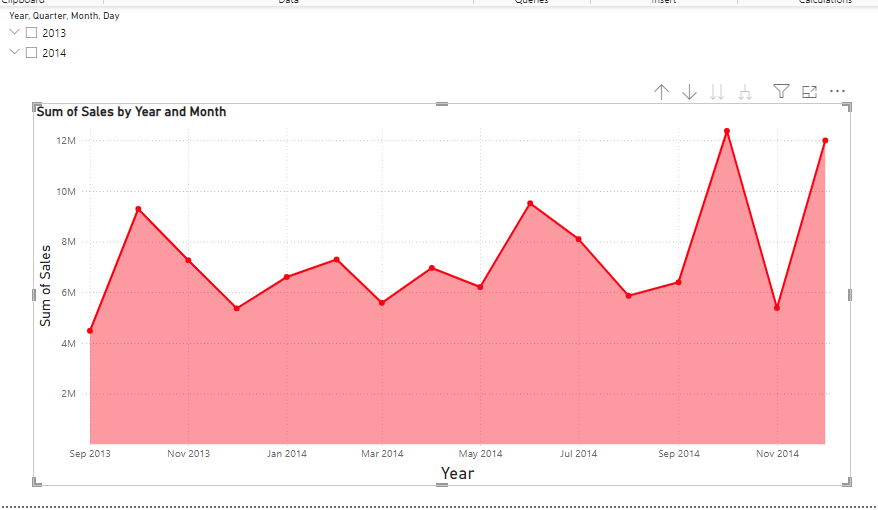 Clipboard Data Queries Insert Calculations
Year, Quarter, Month, Day
2013
2014
Sum of Sales by Year and Month
12M
10M
8M
6M
4M
2M
Sum of Sales
Sep 2013 Nov 2013 Jan 2014 Mar 2014 May 2014 Jul 2014 Sep 2014 Nov 2014
Year